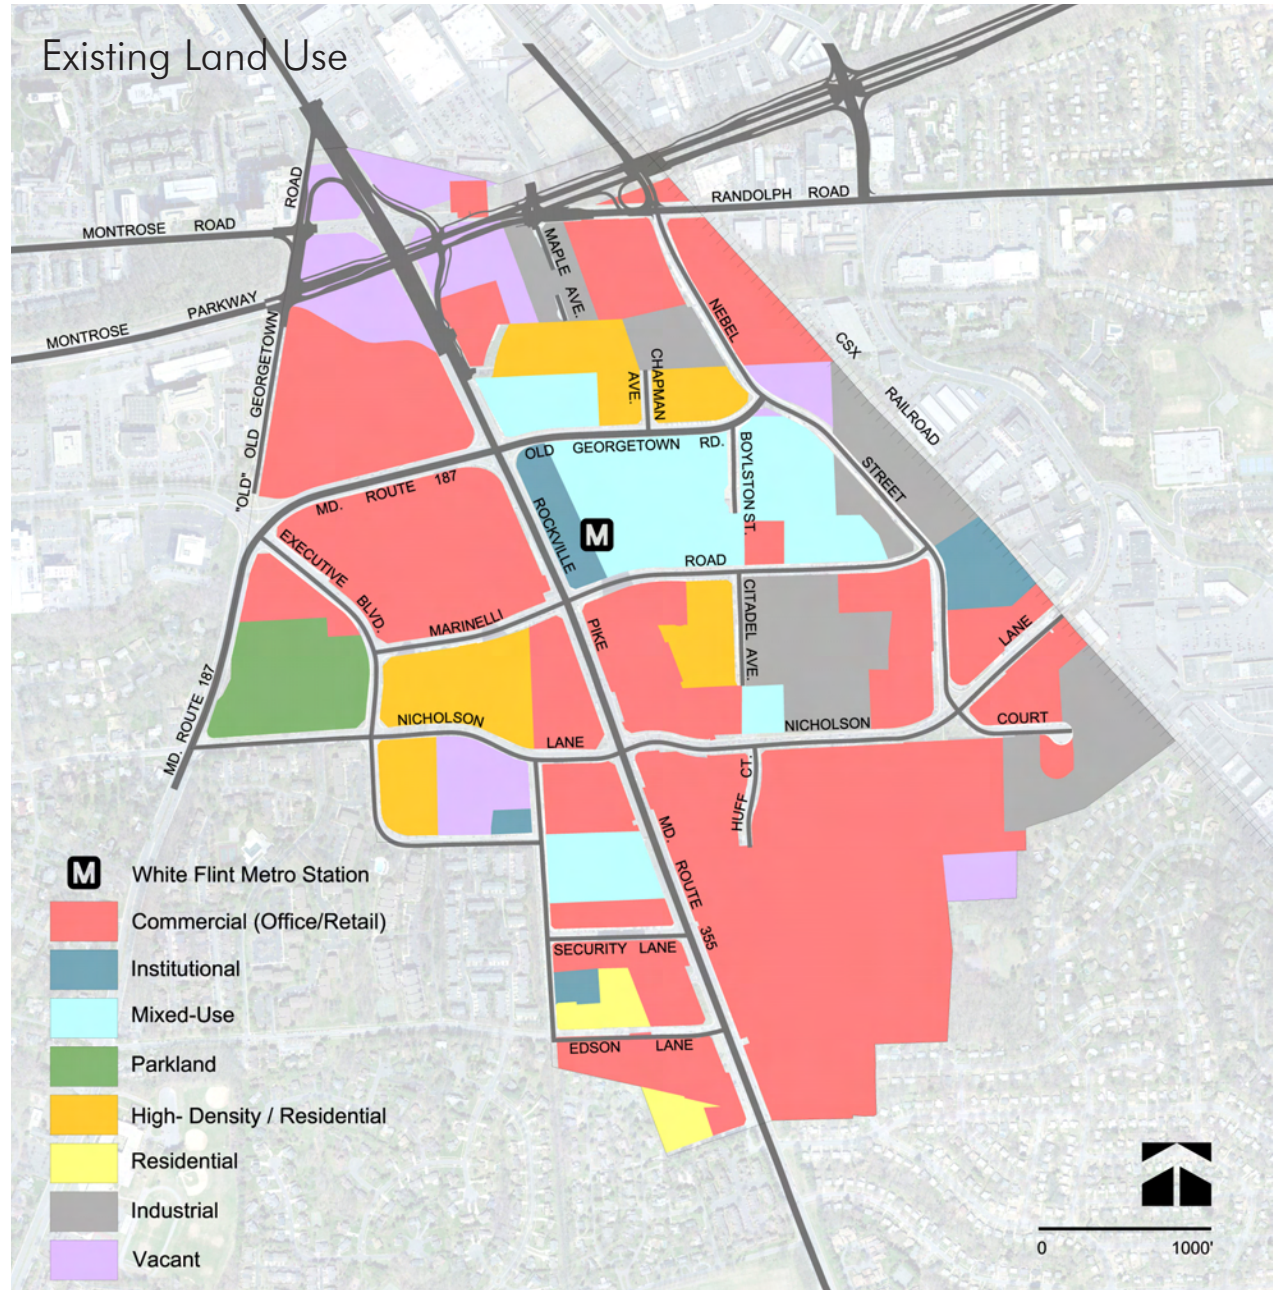 Existing Land Use
MONTROSE ROAD
ROAD
RANDOLPH ROAD
MONTROSE PARKWAY
MAPLE AVE.
NEBEL
STREET
CSX RAILROAD
"OLD" OLD GEORGETOWN
CHAPMAN
AVE.
OLD GEORGETOWN RD.
MD. ROUTE 187
BOYLSTON ST.
ROCKVILLE
PIKE
M
EXECUTIVE BLVD.
MARINELLI
ROAD
CITADEL AVE.
LANE
MD. ROUTE 187
NICHOLSON
LANE
NICHOLSON
COURT
HUFF CT.
MD. ROUTE 355
SECURITY LANE
EDSON LANE
M
White Flint Metro Station
Commercial (Office/Retail)
Institutional
Mixed-Use
Parkland
High- Density / Residential
Residential
Industrial
Vacant
0 1000'